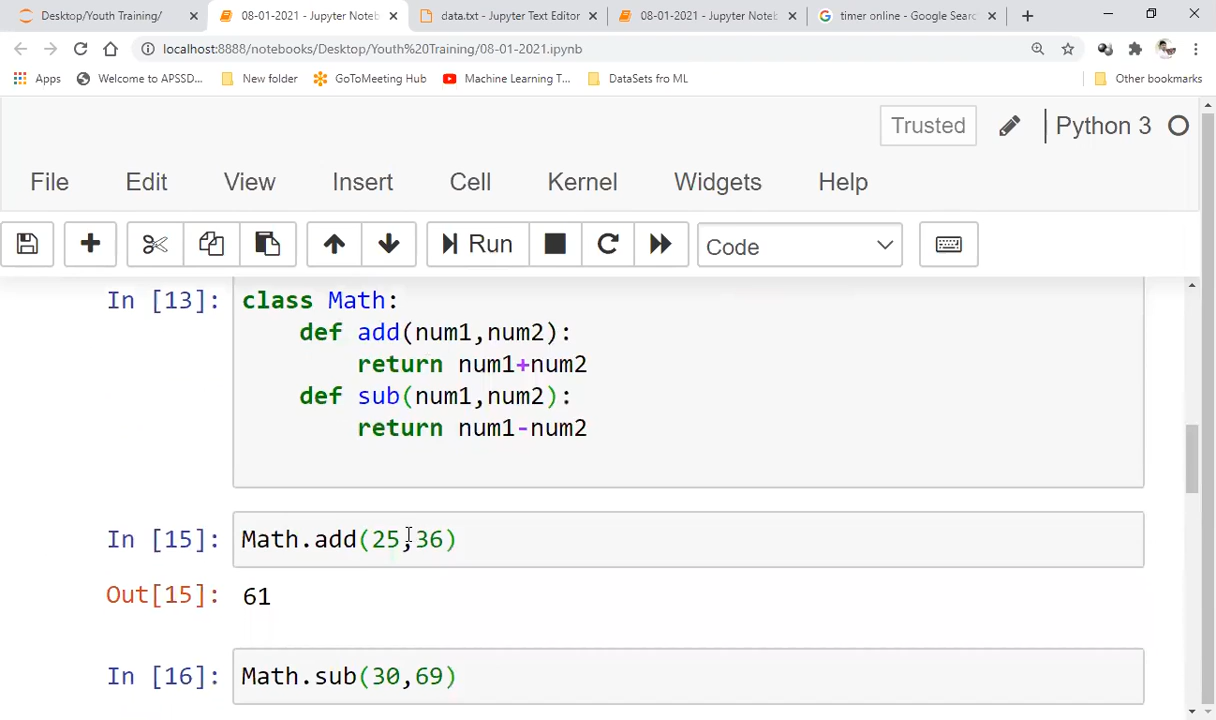 Desktop/Youth Training/
08-01-2021 - Jupyter Noteb
data.txt - Jupyter Text Editor
08-01-2021 - Jupyter Noteb
timer online - Google Searc
localhost:8888/notebooks/Desktop/Youth%20Training/08-01-2021.ipynb
Apps
Welcome to APSSD...
New folder
GoToMeeting Hub
Machine Learning T...
DataSets fro ML
Other bookmarks
Trusted
Python 3
File
Edit
View
Insert
Cell
Kernel
Widgets
Help
Run
Code
In [13]:
class Math:
    def add(num1,num2):
        return num1+num2
    def sub(num1,num2):
        return num1-num2
In [15]: Math.add(25,36)
Out[15]: 61
In [16]: Math.sub(30,69)